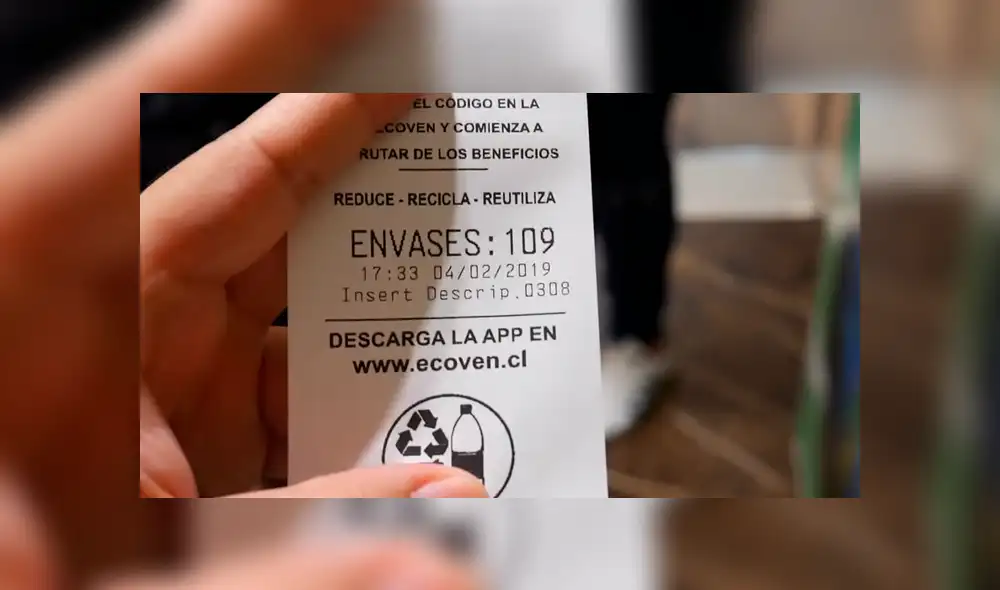 EL CÓDIGO EN LA
ECOVEN Y COMIENZA A
RUTAR DE LOS BENEFICIOS
REDUCE - RECICLA - REUTILIZA
ENVASES: 109
17:33 04/02/2019
Insert Descrip.0308
DESCARGA LA APP EN
www.ecoven.cl